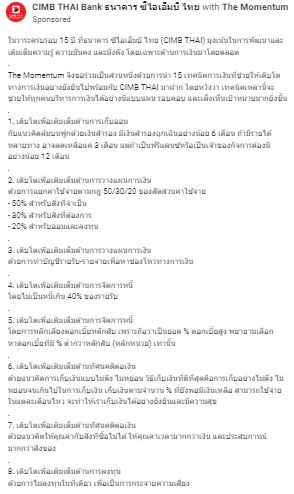 CIMB THAI Bank ธนาคาร ซีไอเอ็มบี ไทย with The Momentum
Sponsored
ในวาระครบรอบ 15 ปี ที่ธนาคาร ซีไอเอ็มบี ไทย (CIMB THAI) มุ่งเน้นในการพัฒนาและ
เติมเต็มความรู้ ความมั่นคง และมั่งคั่ง โดยเฉพาะด้านการเงินมาโดยตลอด
.
The Momentum จึงขอร่วมเป็นส่วนหนึ่งด้วยการนำ 15 เทคนิคการเงินที่ช่วยให้เติบโต
ทางการเงินอย่างยั่งยืนไปพร้อมกับ CIMB THAI มาฝาก โดยหวังว่า เทคนิคเหล่านี้จะ
ช่วยให้ทุกคนบริหารการเงินได้อย่างมีแบบแผน รอบคอบ และเล็งเห็นเป้าหมายมากยิ่งขึ้น
.
1. เติบโตเพื่อเติมเต็มด้านการเก็บออม
กับแนวคิดล้มบนฟูกด้วยเงินสำรอง มีเงินสำรองฉุกเฉินอย่างน้อย 6 เดือน ถ้ามีรายได้
หลายทาง อาจลดเหลือแค่ 3 เดือน แต่ถ้าเป็นฟรีแลนซ์หรือเป็นเจ้าของกิจการต้องมี
อย่างน้อย 12 เดือน
.
2. เติบโตเพื่อเติมเต็มด้านการวางแผนการเงิน
ด้วยการแยกค่าใช้จ่ายตามกฎ 50/30/20 ของสัดส่วนค่าใช้จ่าย
- 50% สำหรับสิ่งที่จำเป็น
- 30% สำหรับสิ่งที่ต้องการ
- 20% สำหรับออมและลงทุน
.
3. เติบโตเพื่อเติมเต็มด้านการวางแผนการเงิน
ด้วยการทำบัญชีรายรับ-รายจ่ายเพื่อหาช่องโหว่ทางการเงิน
.
4. เติบโตเพื่อเติมเต็มด้านการจัดการหนี้
โดยไม่เป็นหนี้เกิน 40% ของรายรับ
.
5. เติบโตเพื่อเติมเต็มด้านการจัดการหนี้
โดยการหลีกเลี่ยงดอกเบี้ยหลักสิบ เพราะถือว่าเป็นยอด % ดอกเบี้ยสูง พยายามเลือก
หาดอกเบี้ยที่มี % ต่ำกว่าหลักสิบ (หลักหน่วย) เท่านั้น
.
6. เติบโตเพื่อเติมเต็มด้านทัศนคติต่อเงิน
ด้วยแนวคิดการเก็บเงินแบบไม่ตึง ไม่หย่อน วิธีเก็บเงินที่ดีที่สุดคือการเก็บอย่างไม่ตึง ไม่
หย่อนจนเกินไปในการเก็บเงิน เก็บเงินตามจำนวน % ที่ยังพอมีเงินเหลือ สามารถใช้จ่าย
ในแต่ละเดือนไหว จะทำให้เราเก็บเงินได้อย่างยั่งยืนและมีความสุข
.
7. เติบโตเพื่อเติมเต็มด้านทัศนคติต่อเงิน
ด้วยแนวคิดให้คุณค่ากับสิ่งที่ซื้อไม่ได้ ให้คุณค่าเวลามากกว่าเงิน และประสบการณ์
มากกว่าสิ่งของ
.
8. เติบโตเพื่อเติมเต็มด้านการลงทุน
ด้วยการไม่ลงทุนในที่เดียว เพื่อเป็นการกระจายความเสี่ยง